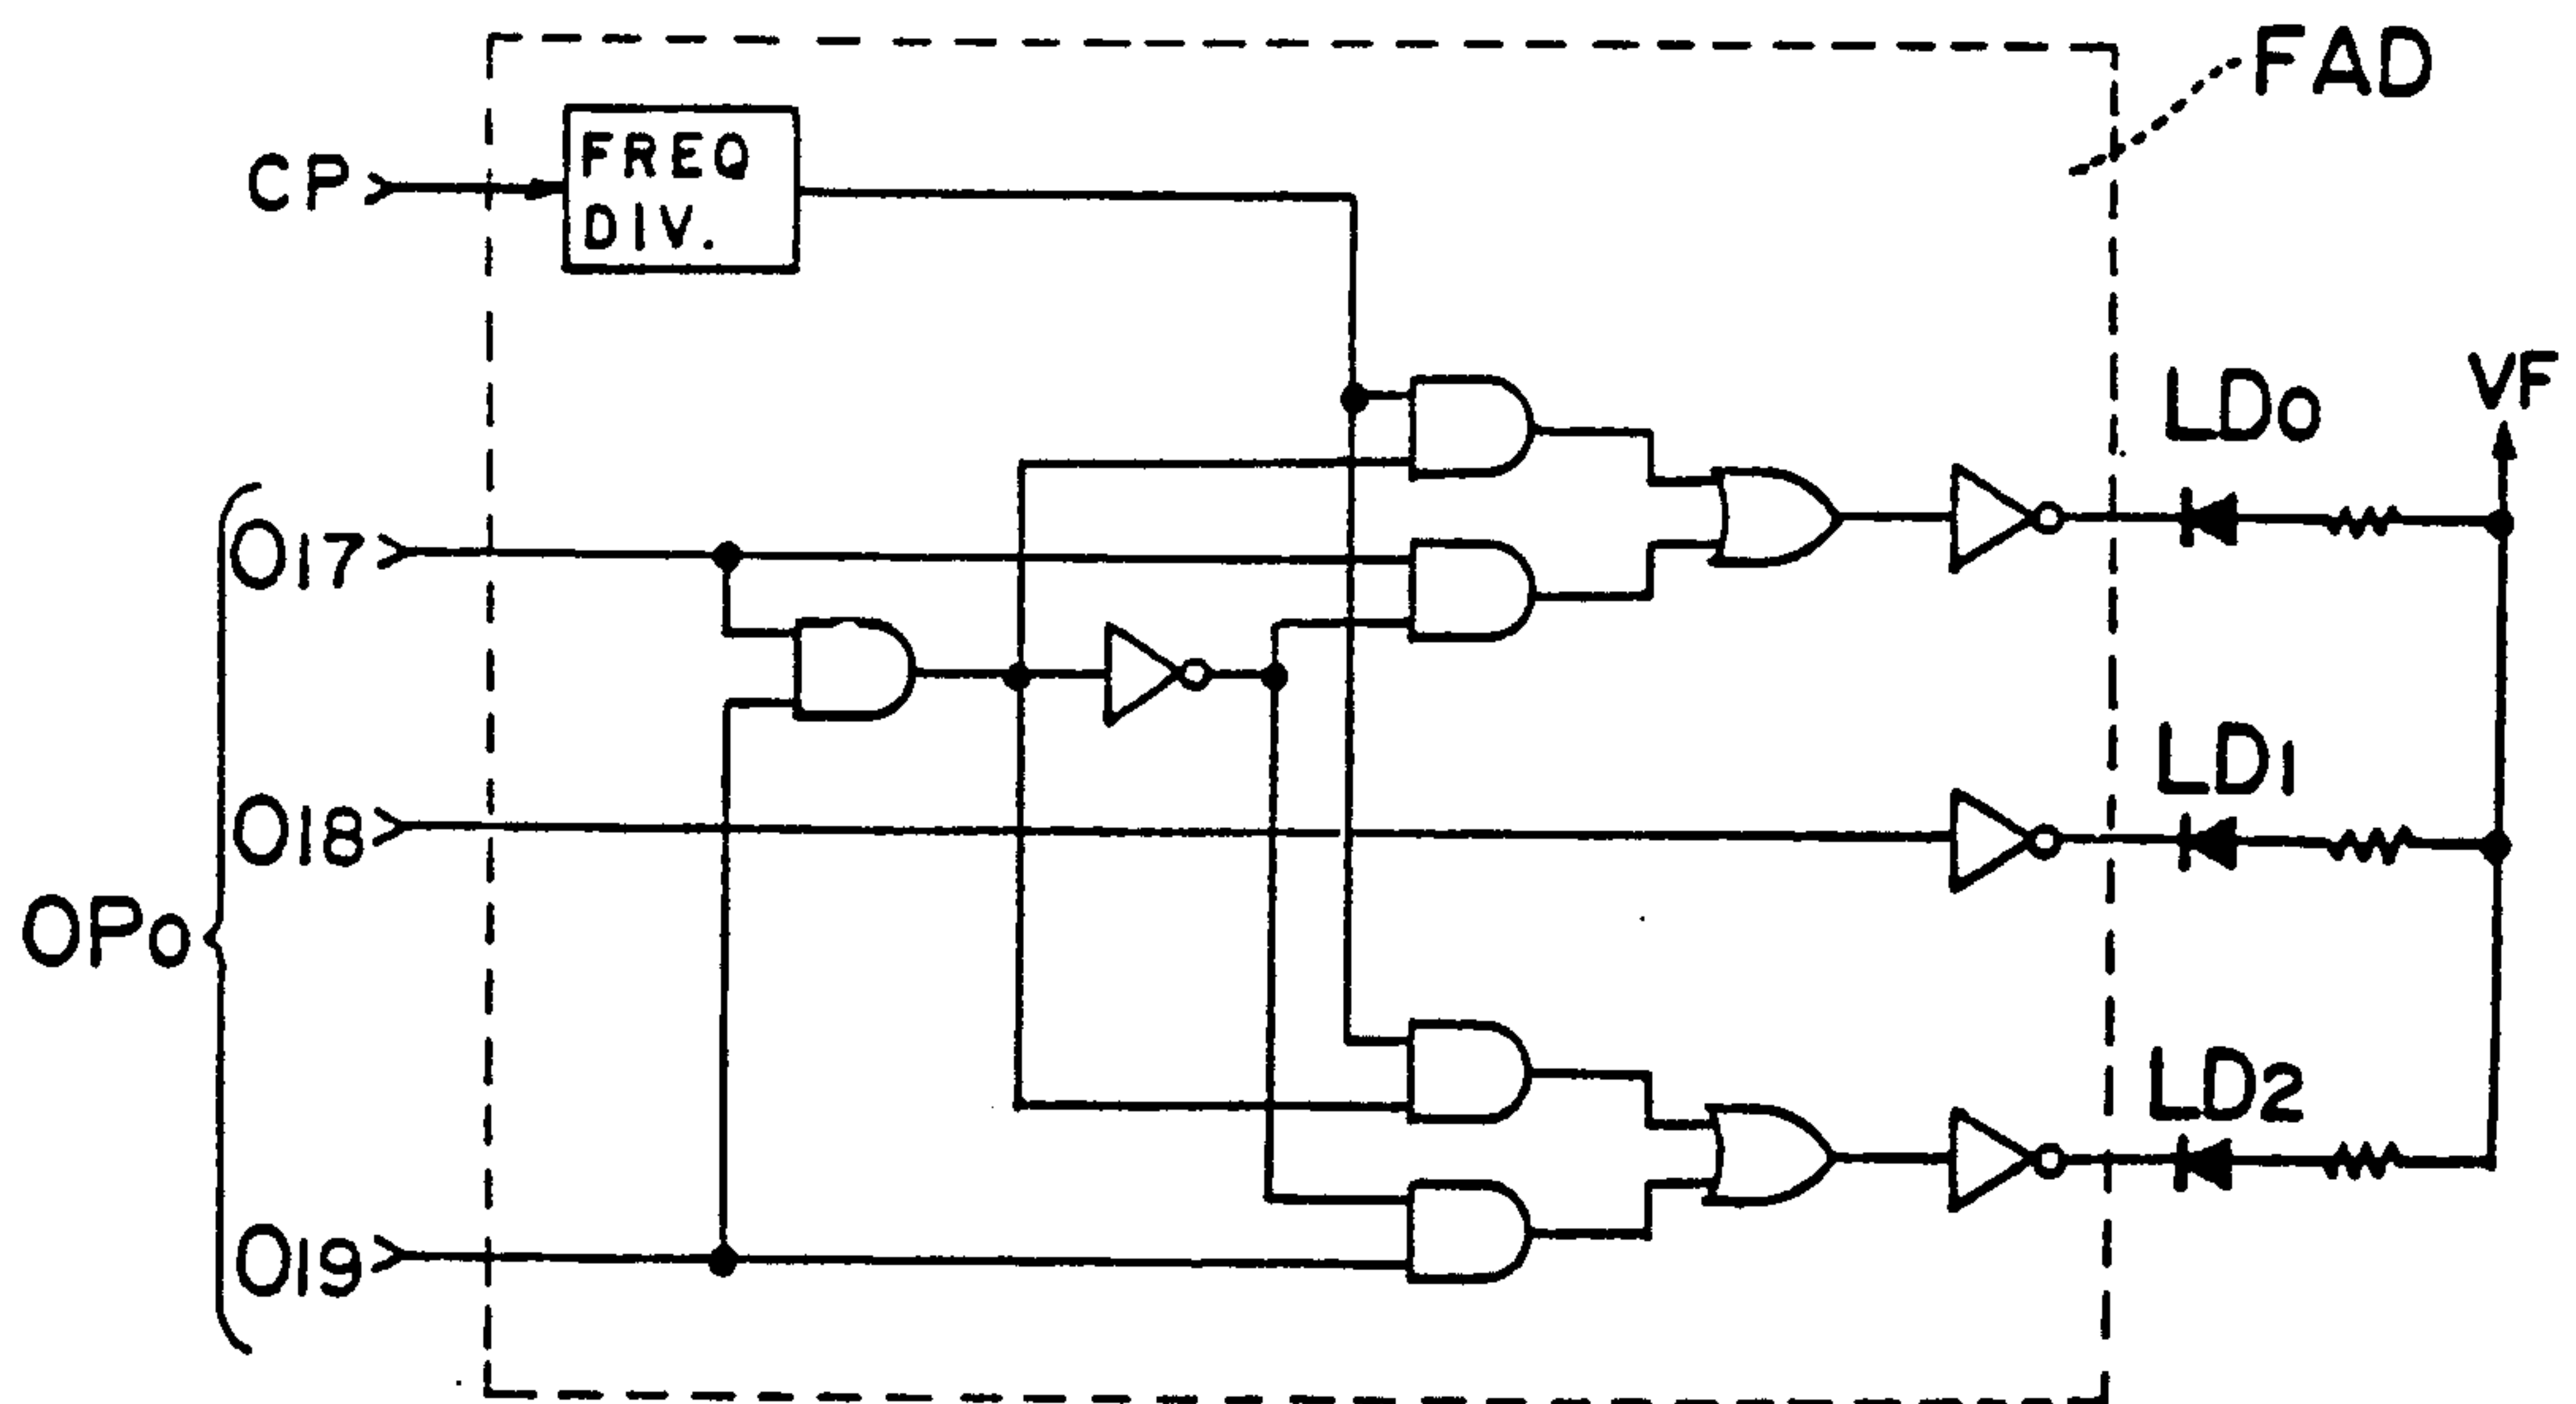 FAD
CP
FREQ
DIV.
VF
LD0
O17
LD1
O18
OP0
LD2
O19